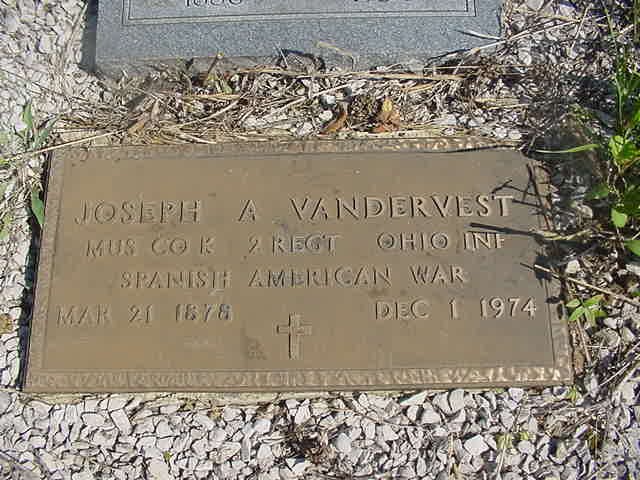 JOSEPH A VANDERVEST
MUS CO K 2 REGT OHIO INF
SPANISH AMERICAN WAR
MAR 21 1878 DEC 1 1974